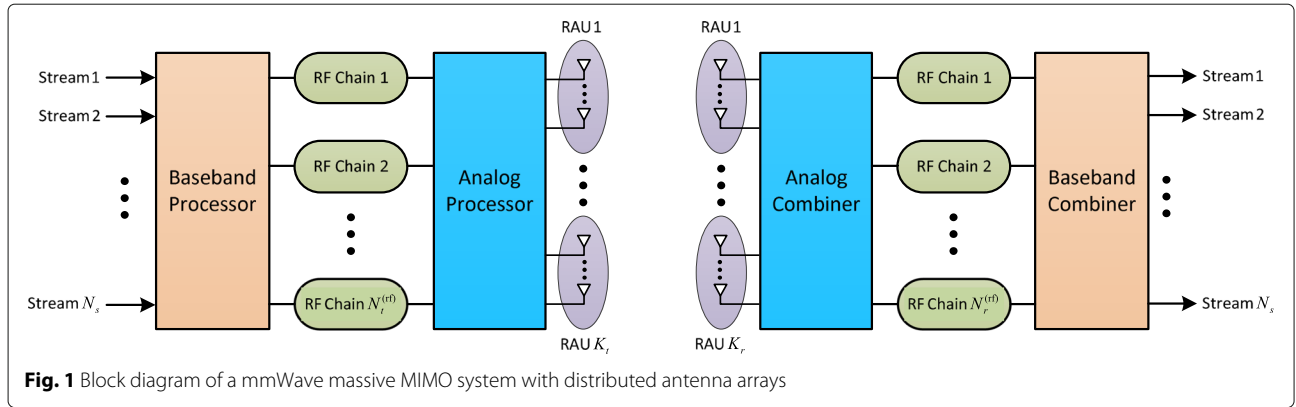 RAU 1
RAU 1
Stream 1
Stream 2
Stream N_s
Baseband
Processor
RF Chain 1
RF Chain 2
RF Chain N_t^(rf)
Analog
Processor
RAU K_t
RAU K_r
Analog
Combiner
RF Chain 1
RF Chain 2
RF Chain N_r^(rf)
Baseband
Combiner
Stream 1
Stream 2
Stream N_s
Fig. 1 Block diagram of a mmWave massive MIMO system with distributed antenna arrays